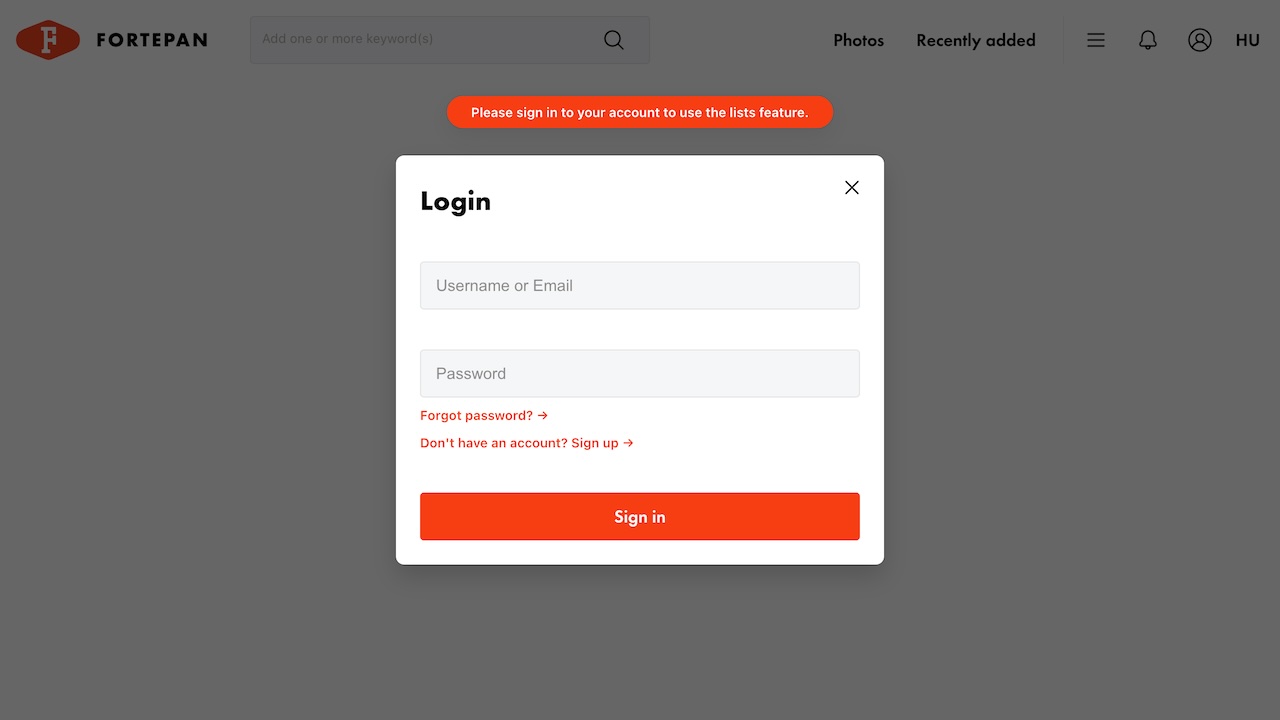 F FORTEPAN
Add one or more keyword(s)
Photos
Recently added
HU
Please sign in to your account to use the lists feature.
Login
Username or Email
Password
Forgot password? →
Don't have an account? Sign up →
Sign in